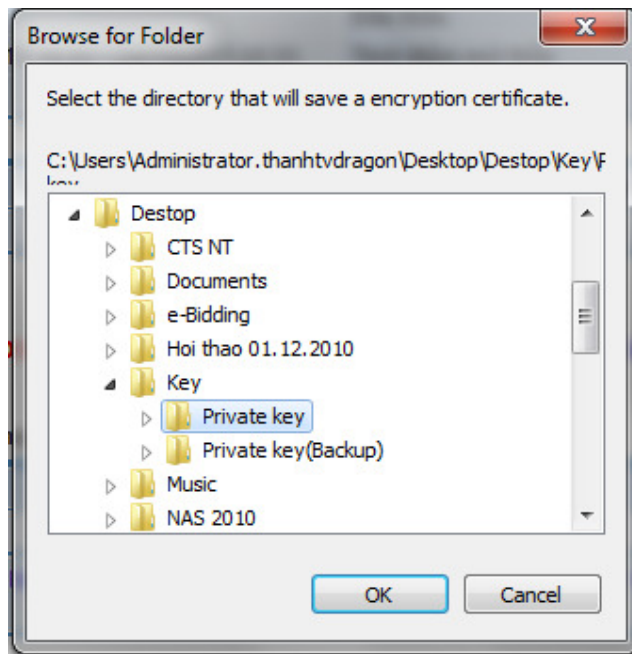 Browse for Folder
Select the directory that will save a encryption certificate.
C:\Users\Administrator.thanhtvdragon\Desktop\Destop\Key\P
key
Destop
CTS NT
Documents
e-Bidding
Hoi thao 01.12.2010
Key
Private key
Private key(Backup)
Music
NAS 2010
OK
Cancel